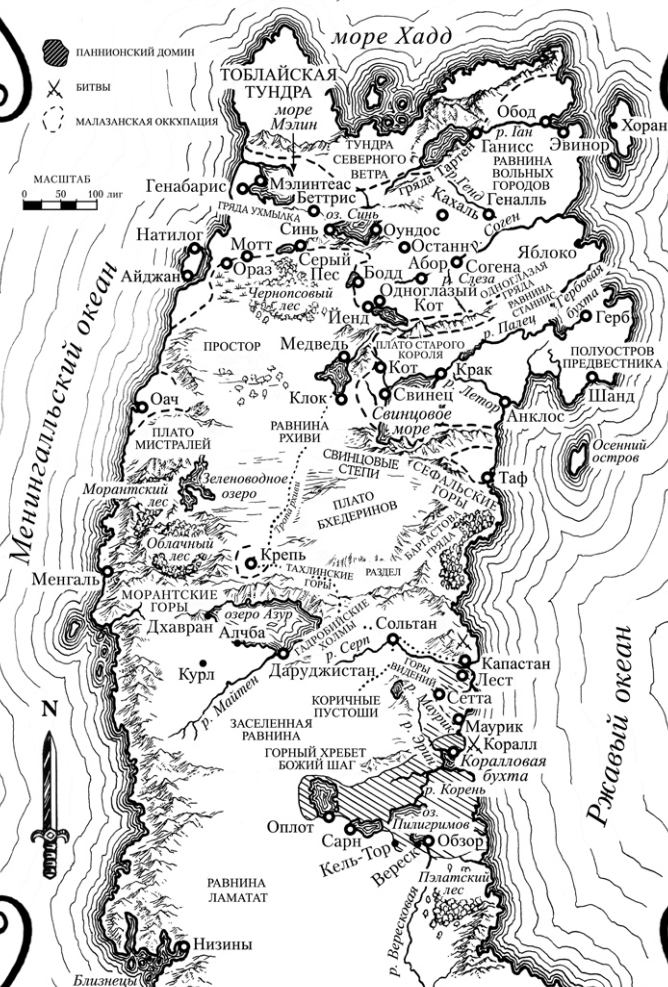 море Хадд
ПАННИОНСКИЙ ДОМИН
БИТВЫ
МАЛАЗАНСКАЯ ОККУПАЦИЯ
МАСШТАБ
0 50 100 лиг
ТОБЛАЙСКАЯ
ТУНДРА
море
Мэлин
ТУНДРА
СЕВЕРНОГО
ВЕТРА
Обод
р. Ган
Хоран
Ганисс
Эвинор
гряда Тартен
РАВНИНА
ВОЛЬНЫХ
ГОРОДОВ
р. Генд
Генабарис
Мэлинтеас
Беттрис
ГРЯДА УХМЫЛКА
оз. Синь
Кахаль
Геналль
Натилог
Синь
Оундос
Соген
Мотт
Серый
Пес
Останн
Яблоко
Айджан
Ораз
Чернопсовый
лес
Бодд
Абор
Согена
р. Слеза
Одноглазый
Кот
ОДНОГЛАЗАЯ
ГРЯДА
РАВНИНА
СТАННИС
Гербовая
бухта
Йенд
р. Палец
Герб
ПРОСТОР
Медведь
ПЛАТО СТАРОГО
КОРОЛЯ
ПОЛУОСТРОВ
ПРЕДВЕСТНИКА
Кот
Крак
Клок
Свинец
р. Летор
Шанд
Оач
Свинцовое
море
Анклос
ПЛАТО
МИСТРАЛЕЙ
РАВНИНА
РХИВИ
Осенний
остров
СВИНЦОВЫЕ
СТЕПИ
СЕФАЛЬСКИЕ
ГОРЫ
Таф
Морантский
лес
Зеленоводное
озеро
ПЛАТО
БХЕДЕРИНОВ
Облачный
лес
ГРЯДА
Крепь
ТАХЛИНСКИЕ
ГОРЫ
РАЗДЕЛ
Менгаль
МОРАНТСКИЕ
ГОРЫ
озеро Азур
Дхавран
Алчба
ГАДРОБИЙСКИЕ
ХОЛМЫ
Сольтан
р. Серп
Курл
Даруджистан
ГОРЫ
ВИДЕНИЙ
Капастан
Лест
р. Майтен
КОРИЧНЫЕ
ПУСТОШИ
Сетта
р. Маурик
ЗАСЕЛЕННАЯ
РАВНИНА
Маурик
ГОРНЫЙ ХРЕБЕТ
БОЖИЙ ШАГ
Коралл
Коралловая
бухта
р. Корень
Оплот
оз.
Пилигримов
Сарн
Обзор
Кель-Тор
Пэлатский
лес
РАВНИНА
ЛАМАТАТ
р. Вересковая
Низины
Близнецы
Менингалльский океан
Ржавый океан
N